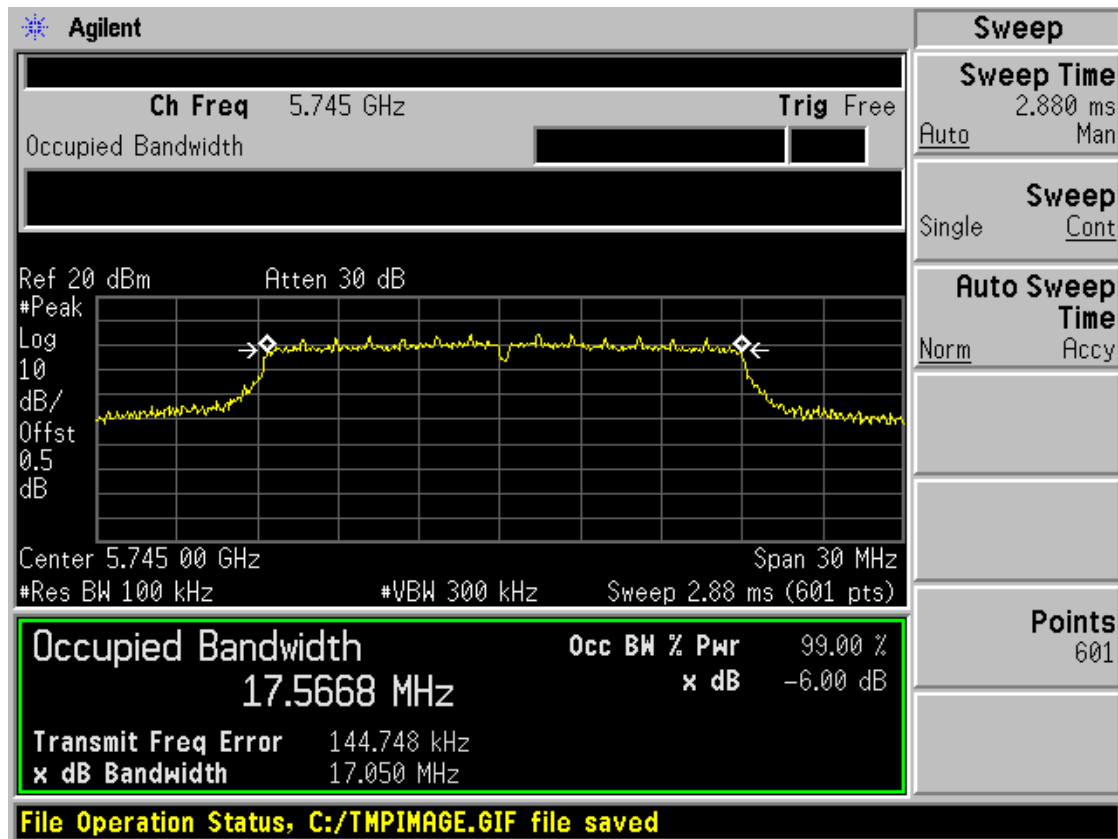 Agilent
Ch Freq 5.745 GHz Trig Free
Occupied Bandwidth
Ref 20 dBm Atten 30 dB
#Peak
Log
10
dB/
Offst
0.5
dB
Center 5.745 00 GHz Span 30 MHz
#Res BW 100 kHz #VBW 300 kHz Sweep 2.88 ms (601 pts)
Occupied Bandwidth
17.5668 MHz
Occ BW % Pwr 99.00 %
x dB -6.00 dB
Transmit Freq Error 144.748 kHz
x dB Bandwidth 17.050 MHz
File Operation Status, C:/TMPIMAGE.GIF file saved
Sweep
Sweep Time
2.880 ms
Auto Man
Sweep
Single Cont
Auto Sweep
Time
Norm Accy
Points
601